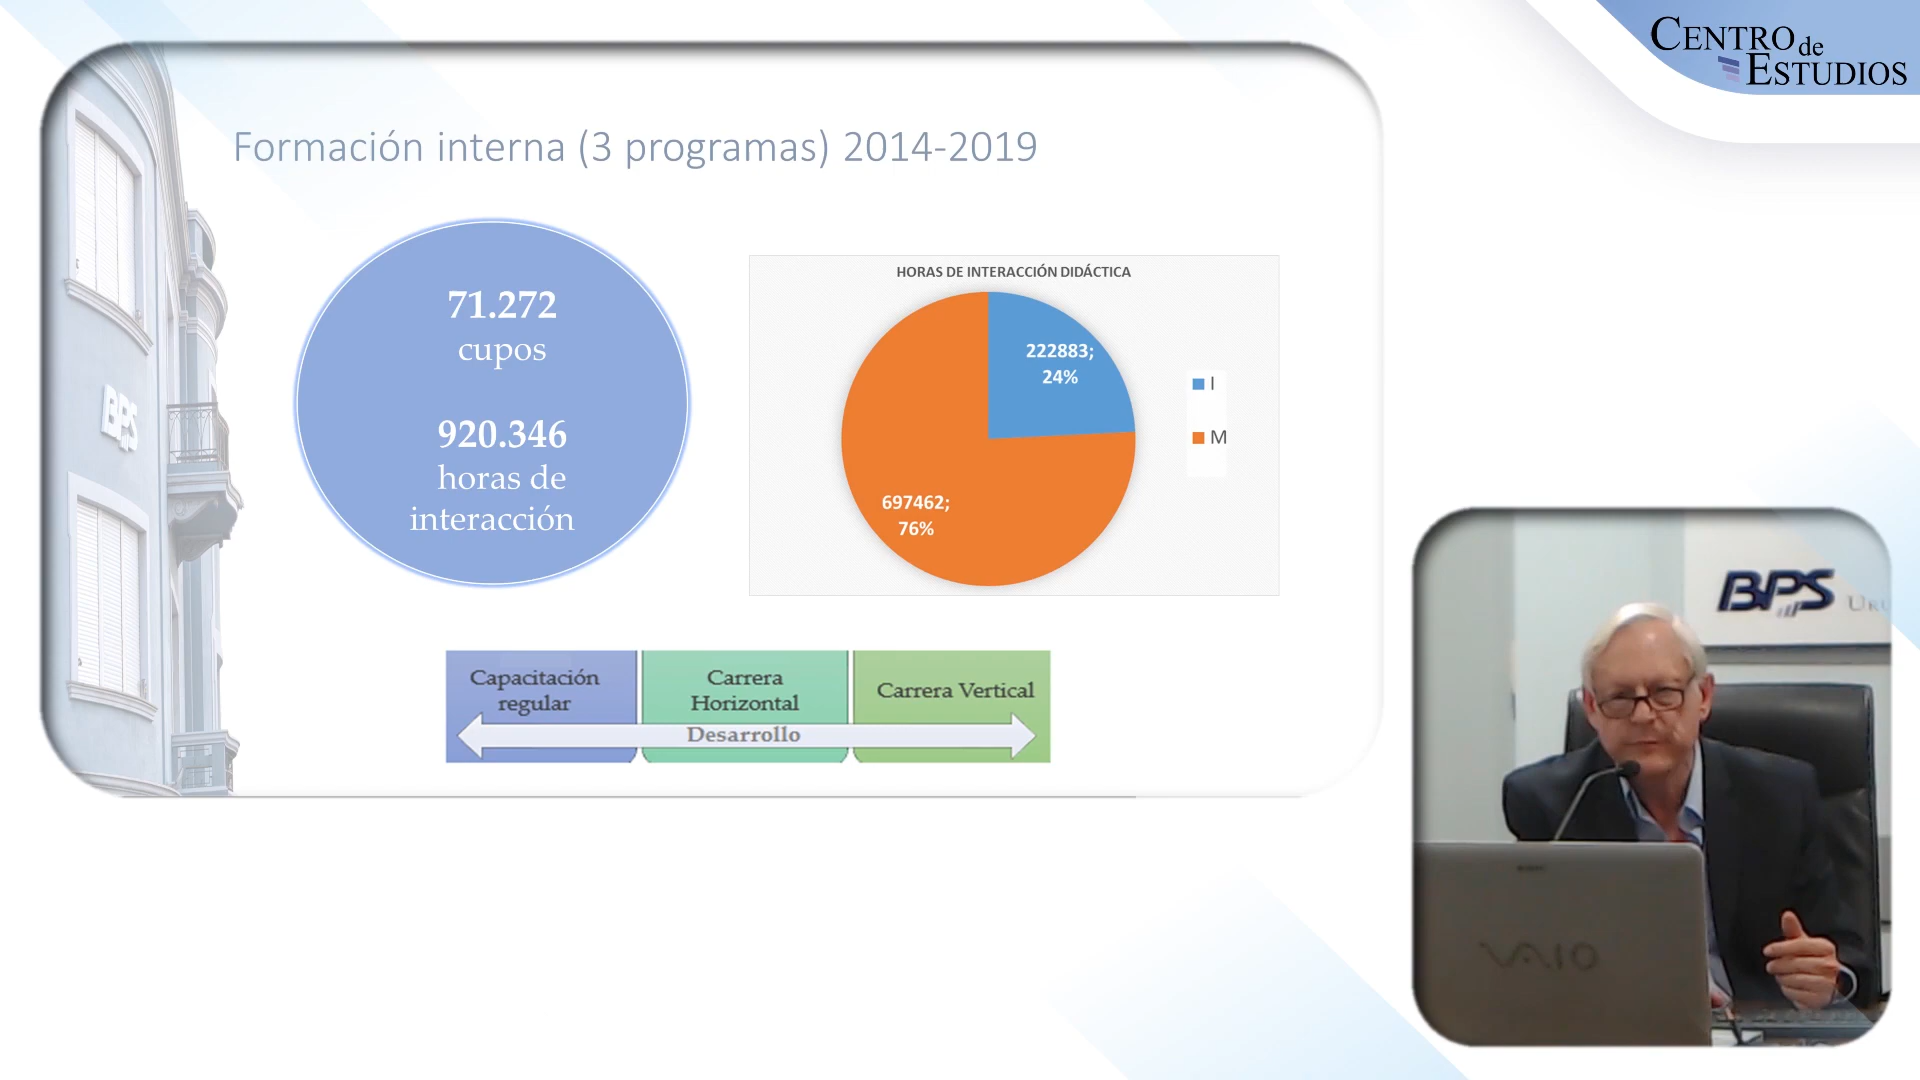 CENTRO de
ESTUDIOS
Formación interna (3 programas) 2014-2019
71.272
cupos
920.346
horas de
interacción
HORAS DE INTERACCIÓN DIDÁCTICA
222883;
24%
697462;
76%
I
M
BPS
Capacitación
regular
Carrera
Horizontal
Carrera Vertical
Desarrollo
BPS
VAIO